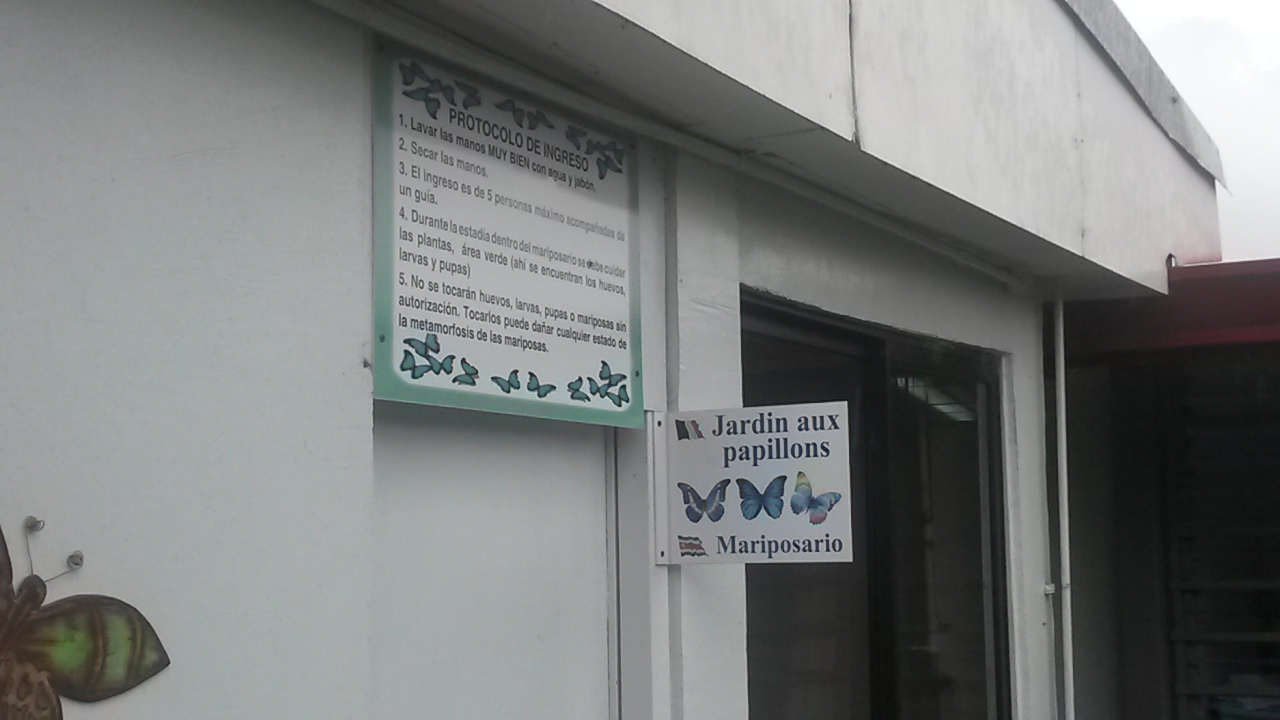 PROTOCOLO DE INGRESO
1. Lavar las manos MUY BIEN con agua y jabón.
2. Secar las manos.
3. El ingreso es de 5 personas máximo acompañadas de
un guía.
4. Durante la estadía dentro del mariposario se debe cuidar
las plantas, área verde (ahí se encuentran los huevos,
larvas y pupas)
5. No se tocarán huevos, larvas, pupas o mariposas sin
autorización. Tocarlos puede dañar cualquier estado de
la metamorfosis de las mariposas.
Jardin aux
papillons
Mariposario